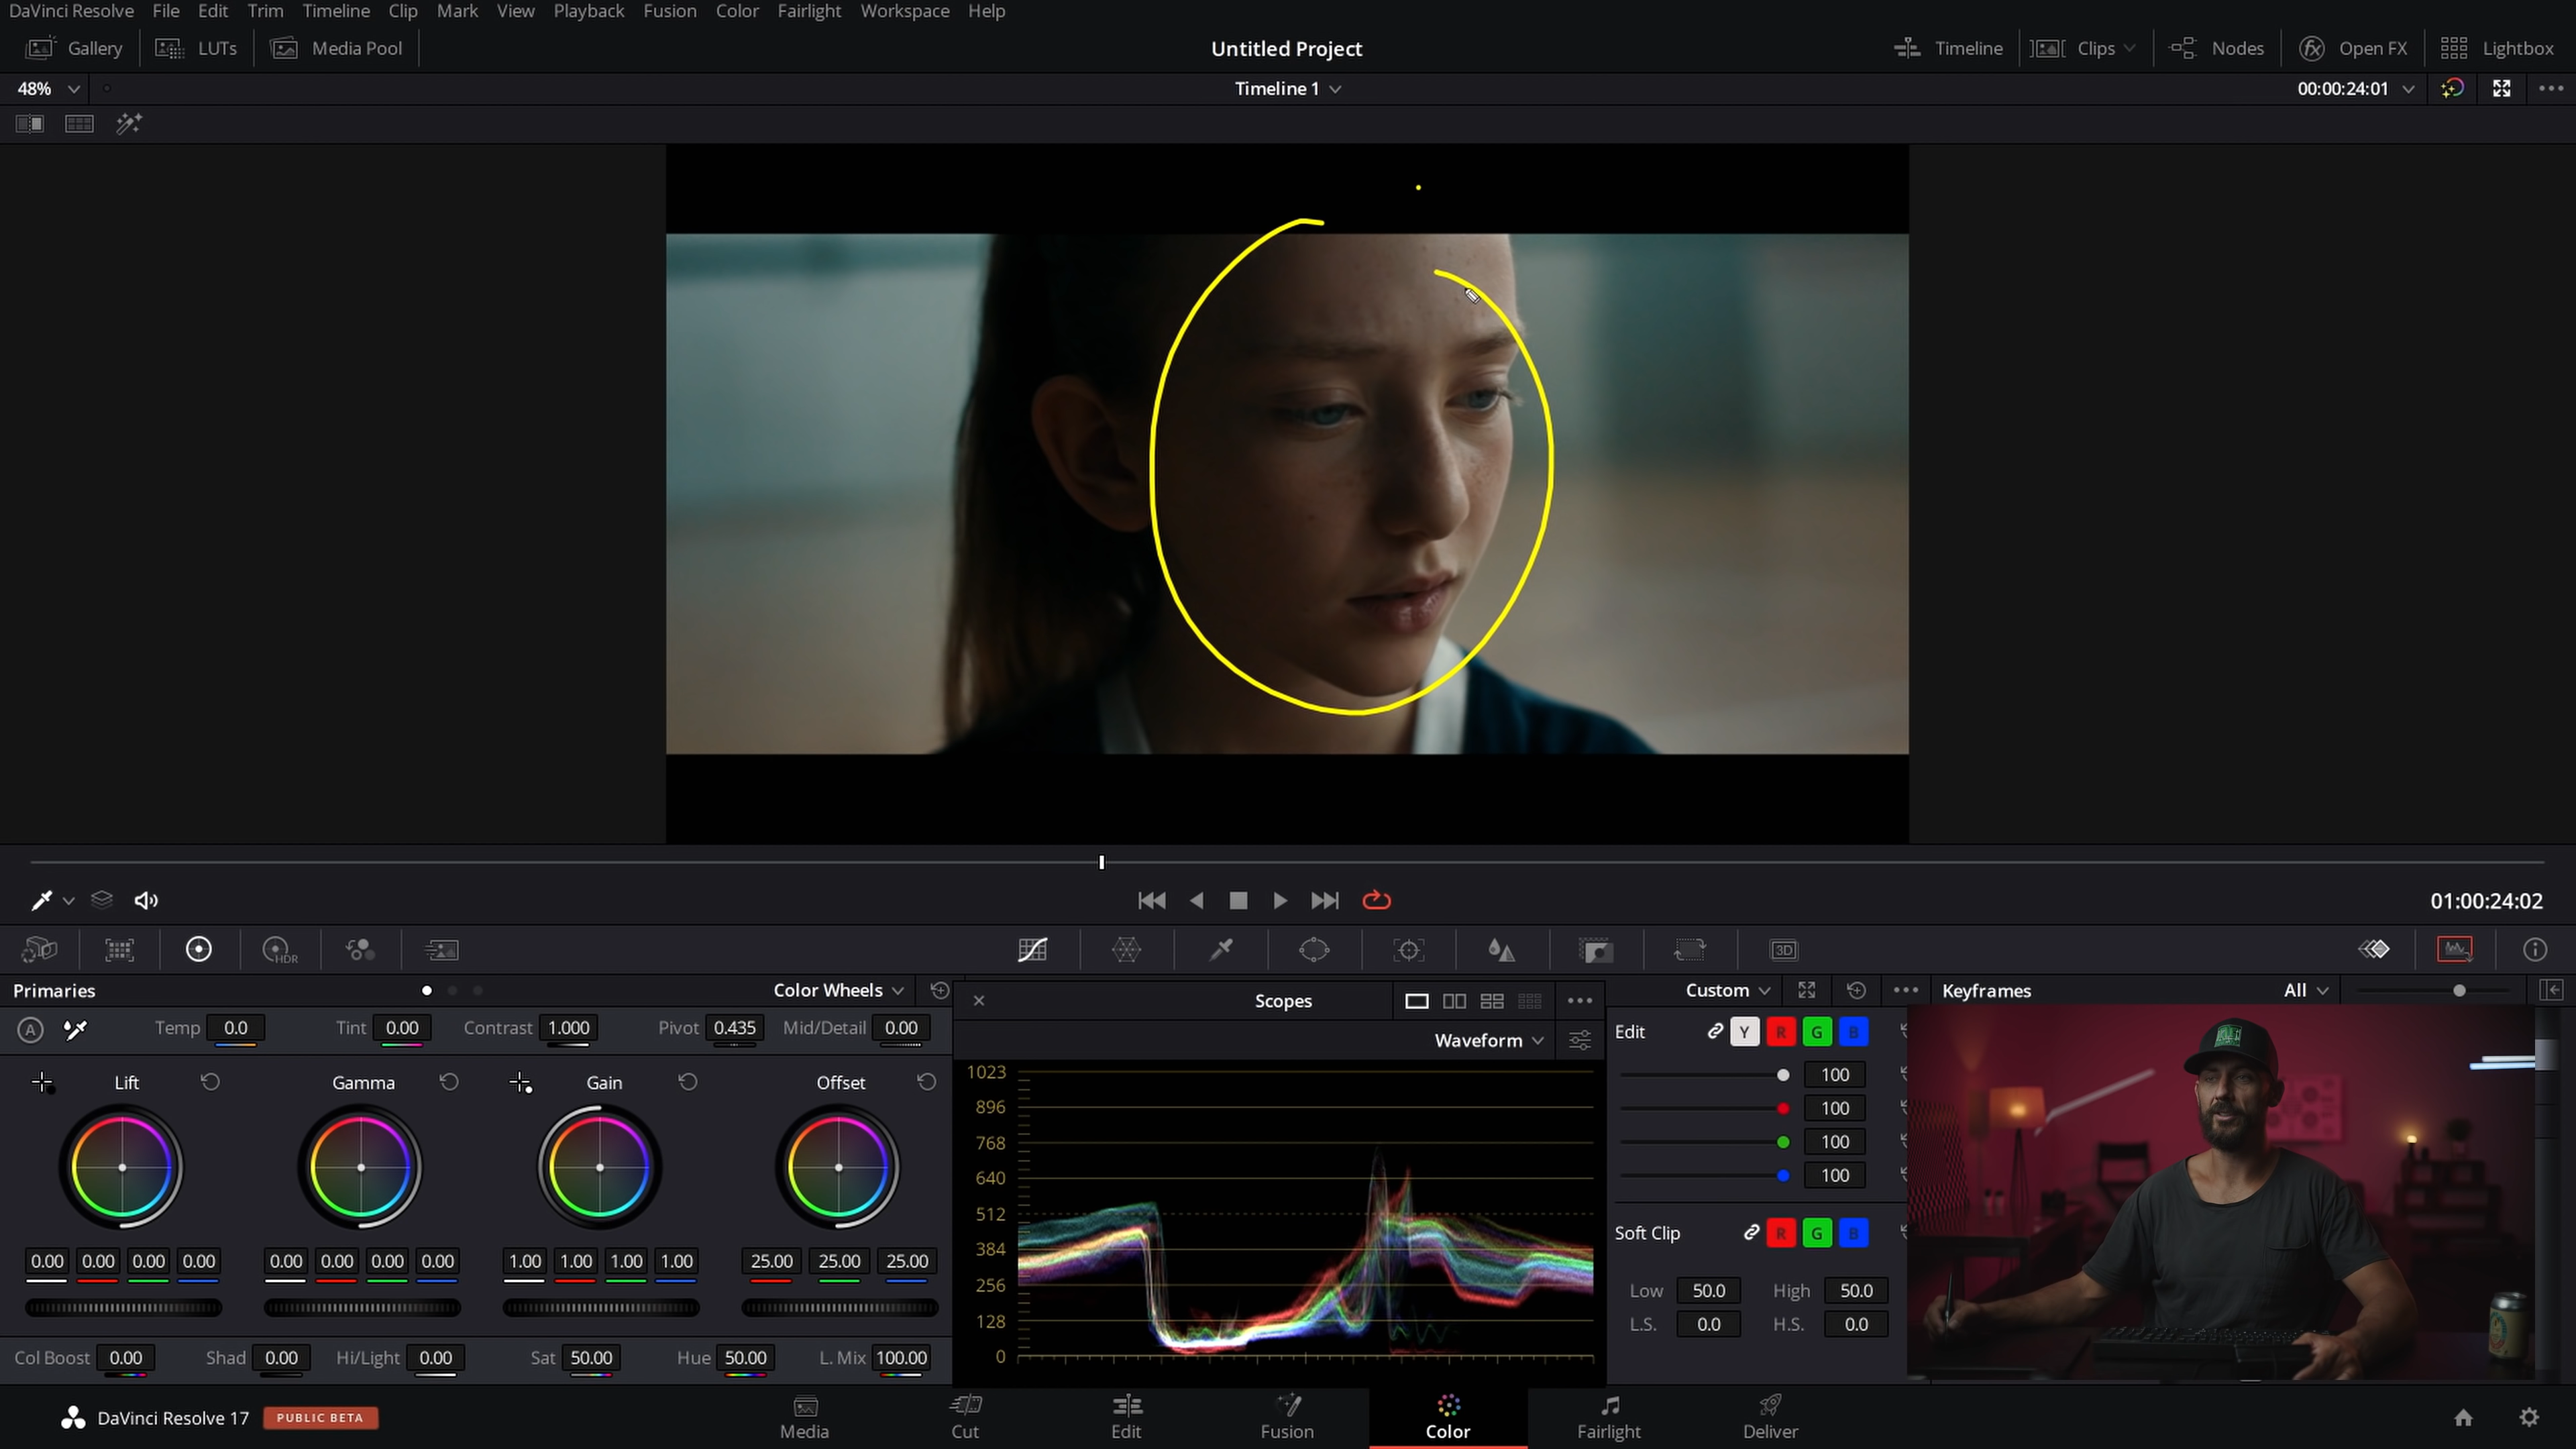 DaVinci Resolve File Edit Trim Timeline Clip Mark View Playback Fusion Color Fairlight Workspace Help
Gallery LUTs Media Pool Untitled Project Timeline Clips Nodes Open FX Lightbox
48% Timeline 1 00:00:24:01
01:00:24:02
HDR 3D
Primaries Color Wheels
A Temp 0.0 Tint 0.00 Contrast 1.000 Pivot 0.435 Mid/Detail 0.00
Lift Gamma Gain Offset
0.00 0.00 0.00 0.00 0.00 0.00 0.00 0.00 1.00 1.00 1.00 1.00 25.00 25.00 25.00
Col Boost 0.00 Shad 0.00 Hi/Light 0.00 Sat 50.00 Hue 50.00 L. Mix 100.00
Scopes
Waveform
1023
896
768
640
512
384
256
128
0
Custom
Edit Y R G B
100
100
100
100
Soft Clip R G B
Low 50.0 High 50.0
L.S. 0.0 H.S. 0.0
Keyframes All
DaVinci Resolve 17 PUBLIC BETA
Media Cut Edit Fusion Color Fairlight Deliver